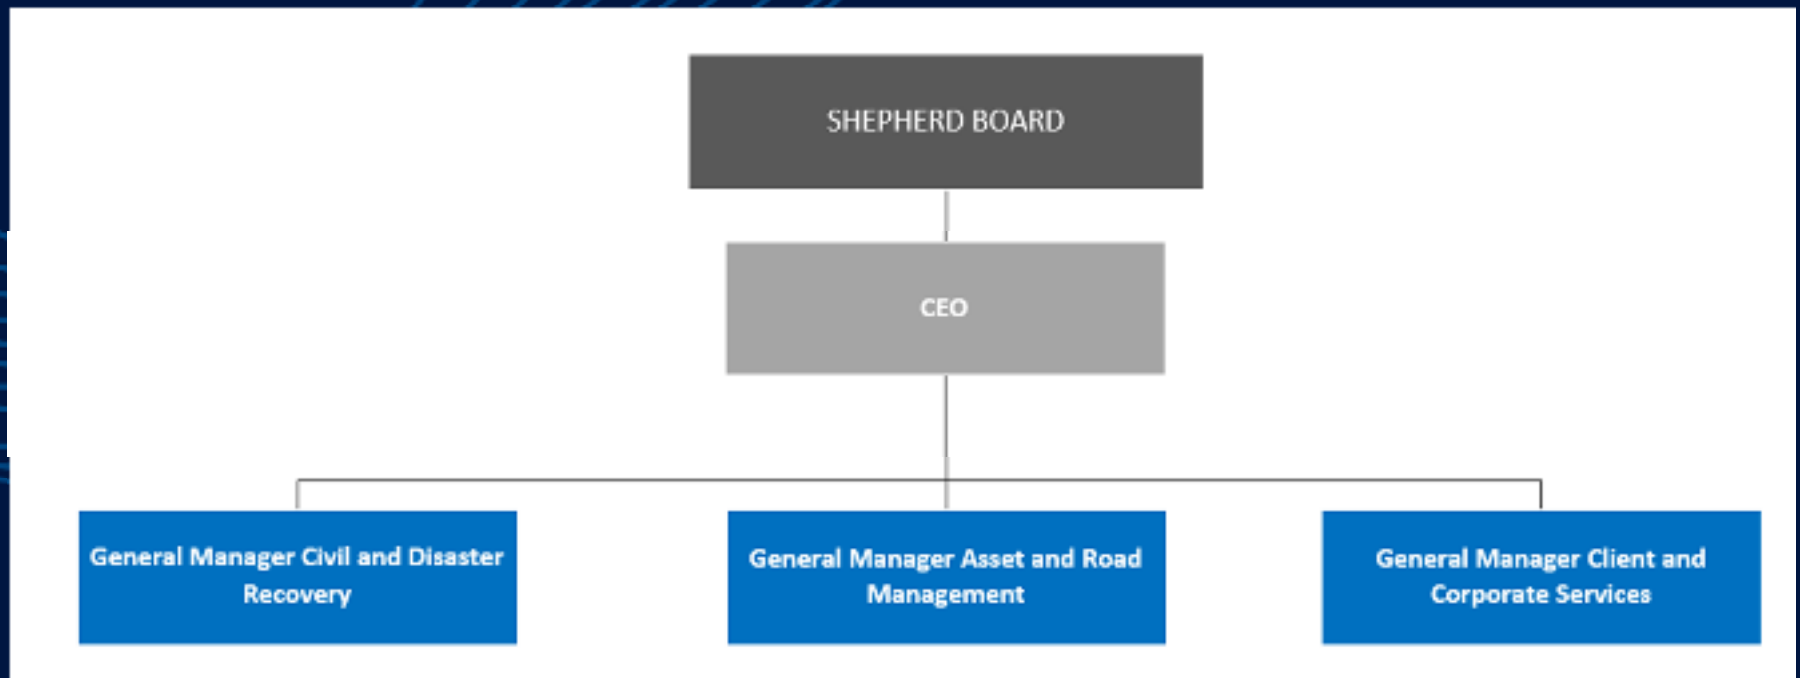 SHEPHERD BOARD
CEO
General Manager Civil and Disaster
Recovery
General Manager Asset and Road
Management
General Manager Client and
Corporate Services